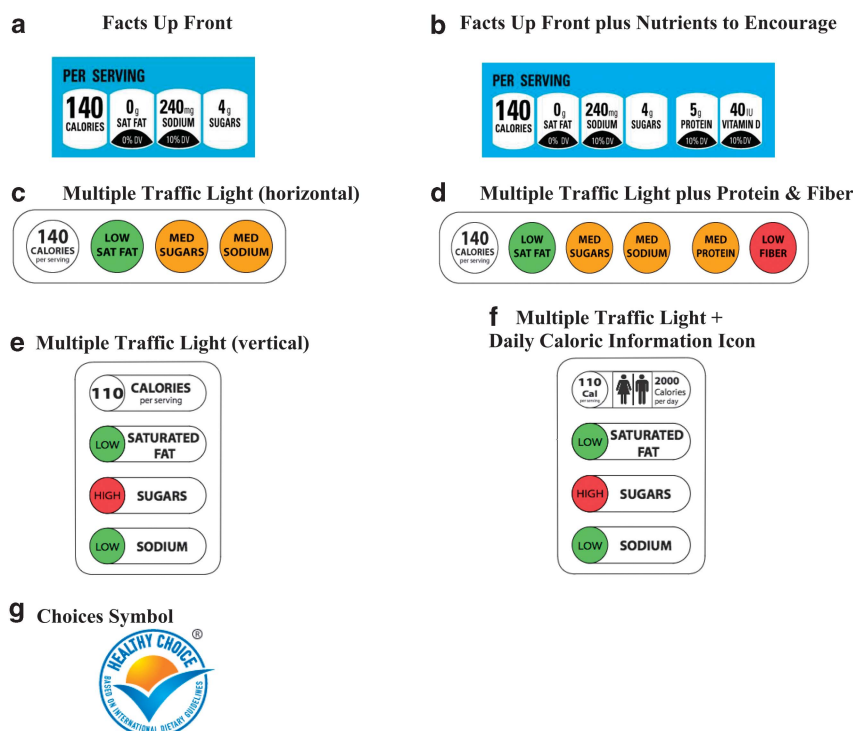 a Facts Up Front
PER SERVING
140 CALORIES
0g SAT FAT 0% DV
240mg SODIUM 10% DV
4g SUGARS
b Facts Up Front plus Nutrients to Encourage
PER SERVING
140 CALORIES
0g SAT FAT 0% DV
240mg SODIUM 10% DV
4g SUGARS
5g PROTEIN 10% DV
40IU VITAMIN D 10% DV
c Multiple Traffic Light (horizontal)
140 CALORIES per serving
LOW SAT FAT
MED SUGARS
MED SODIUM
d Multiple Traffic Light plus Protein & Fiber
140 CALORIES per serving
LOW SAT FAT
MED SUGARS
MED SODIUM
MED PROTEIN
LOW FIBER
e Multiple Traffic Light (vertical)
110 CALORIES
per serving
LOW SATURATED
FAT
HIGH SUGARS
LOW SODIUM
f Multiple Traffic Light +
Daily Caloric Information Icon
110 Cal per serving
2000 Calories per day
LOW SATURATED
FAT
HIGH SUGARS
LOW SODIUM
g Choices Symbol
®
HEALTHY CHOICE
BASED ON INTERNATIONAL DIETARY GUIDELINES